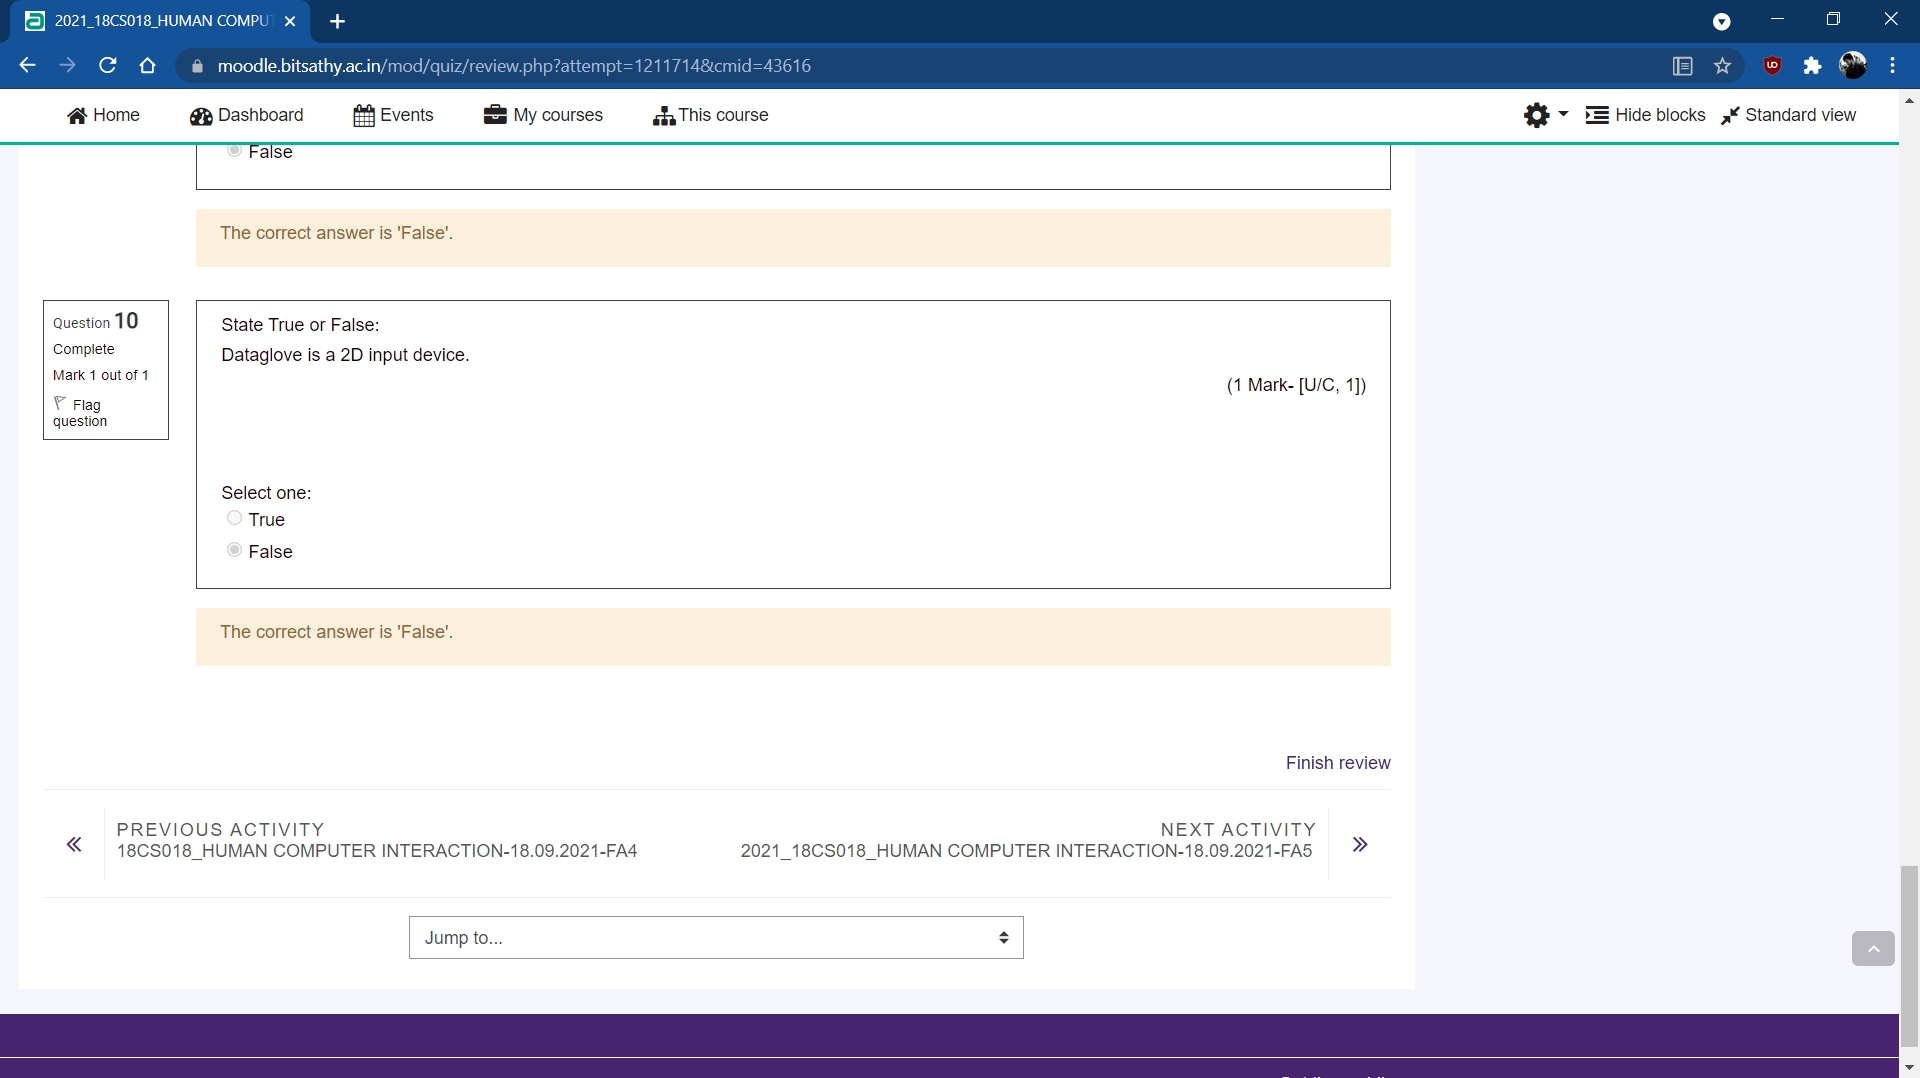 2021_18CS018_HUMAN COMPUT
moodle.bitsathy.ac.in/mod/quiz/review.php?attempt=1211714&cmid=43616
Home
Dashboard
Events
My courses
This course
Hide blocks
Standard view
False
The correct answer is 'False'.
Question 10
Complete
Mark 1 out of 1
Flag
question
State True or False:
Dataglove is a 2D input device.
(1 Mark- [U/C, 1])
Select one:
True
False
The correct answer is 'False'.
Finish review
PREVIOUS ACTIVITY
18CS018_HUMAN COMPUTER INTERACTION-18.09.2021-FA4
NEXT ACTIVITY
2021_18CS018_HUMAN COMPUTER INTERACTION-18.09.2021-FA5
Jump to...